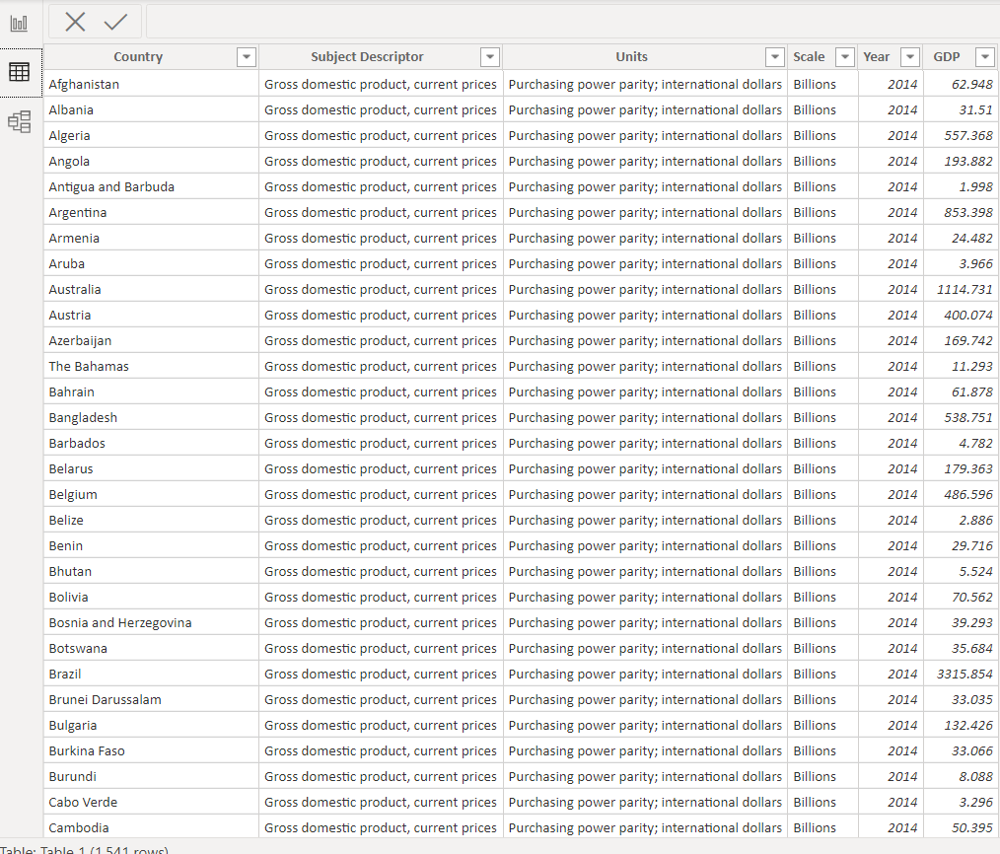 Country Subject Descriptor Units Scale Year GDP
Afghanistan Gross domestic product, current prices Purchasing power parity; international dollars Billions 2014 62.948
Albania Gross domestic product, current prices Purchasing power parity; international dollars Billions 2014 31.51
Algeria Gross domestic product, current prices Purchasing power parity; international dollars Billions 2014 557.368
Angola Gross domestic product, current prices Purchasing power parity; international dollars Billions 2014 193.882
Antigua and Barbuda Gross domestic product, current prices Purchasing power parity; international dollars Billions 2014 1.998
Argentina Gross domestic product, current prices Purchasing power parity; international dollars Billions 2014 853.398
Armenia Gross domestic product, current prices Purchasing power parity; international dollars Billions 2014 24.482
Aruba Gross domestic product, current prices Purchasing power parity; international dollars Billions 2014 3.966
Australia Gross domestic product, current prices Purchasing power parity; international dollars Billions 2014 1114.731
Austria Gross domestic product, current prices Purchasing power parity; international dollars Billions 2014 400.074
Azerbaijan Gross domestic product, current prices Purchasing power parity; international dollars Billions 2014 169.742
The Bahamas Gross domestic product, current prices Purchasing power parity; international dollars Billions 2014 11.293
Bahrain Gross domestic product, current prices Purchasing power parity; international dollars Billions 2014 61.878
Bangladesh Gross domestic product, current prices Purchasing power parity; international dollars Billions 2014 538.751
Barbados Gross domestic product, current prices Purchasing power parity; international dollars Billions 2014 4.782
Belarus Gross domestic product, current prices Purchasing power parity; international dollars Billions 2014 179.363
Belgium Gross domestic product, current prices Purchasing power parity; international dollars Billions 2014 486.596
Belize Gross domestic product, current prices Purchasing power parity; international dollars Billions 2014 2.886
Benin Gross domestic product, current prices Purchasing power parity; international dollars Billions 2014 29.716
Bhutan Gross domestic product, current prices Purchasing power parity; international dollars Billions 2014 5.524
Bolivia Gross domestic product, current prices Purchasing power parity; international dollars Billions 2014 70.562
Bosnia and Herzegovina Gross domestic product, current prices Purchasing power parity; international dollars Billions 2014 39.293
Botswana Gross domestic product, current prices Purchasing power parity; international dollars Billions 2014 35.684
Brazil Gross domestic product, current prices Purchasing power parity; international dollars Billions 2014 3315.854
Brunei Darussalam Gross domestic product, current prices Purchasing power parity; international dollars Billions 2014 33.035
Bulgaria Gross domestic product, current prices Purchasing power parity; international dollars Billions 2014 132.426
Burkina Faso Gross domestic product, current prices Purchasing power parity; international dollars Billions 2014 33.066
Burundi Gross domestic product, current prices Purchasing power parity; international dollars Billions 2014 8.088
Cabo Verde Gross domestic product, current prices Purchasing power parity; international dollars Billions 2014 3.296
Cambodia Gross domestic product, current prices Purchasing power parity; international dollars Billions 2014 50.395
Table: Table 1 (1,541 rows)